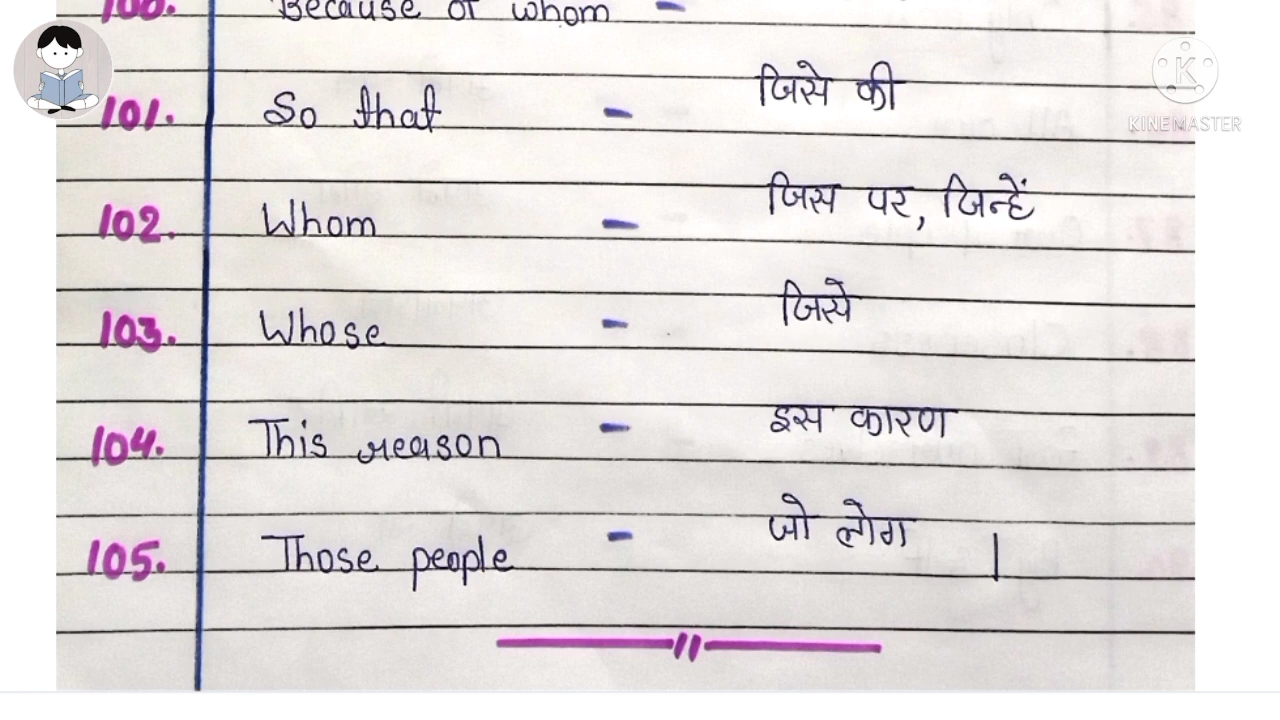 100. Because of whom -
101. So that - जिसे की
102. Whom - जिस पर, जिन्हें
103. Whose - जिसे
104. This reason - इस कारण
105. Those people - जो लोग |
K
KINEMASTER